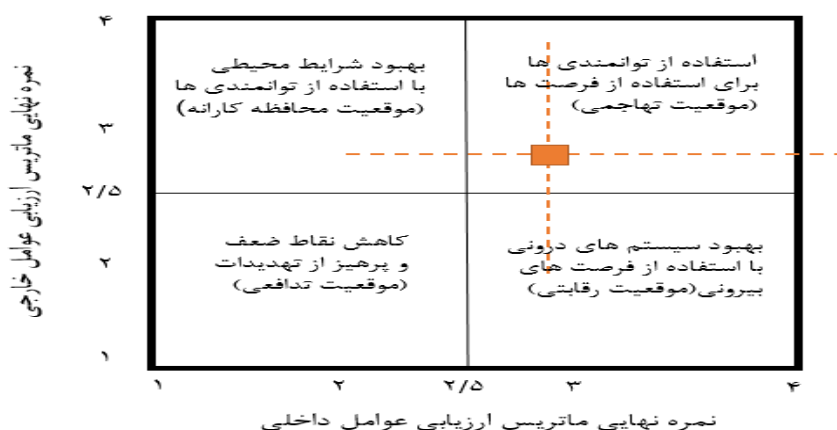 نمره نهایی ماتریس ارزیابی عوامل خارجی
۴
۳
۲/۵
۲
۱
استفاده از توانمندی ها
برای استفاده از فرصت ها
(موقعیت تهاجمی)
بهبود شرایط محیطی
با استفاده از توانمندی ها
(موقعیت محافظه کارانه)
بهبود سیستم های درونی
با استفاده از فرصت های
بیرونی(موقعیت رقابتی)
کاهش نقاط ضعف
و پرهیز از تهدیدات
(موقعیت تدافعی)
۱ ۲ ۲/۵ ۳ ۴
نمره نهایی ماتریس ارزیابی عوامل داخلی